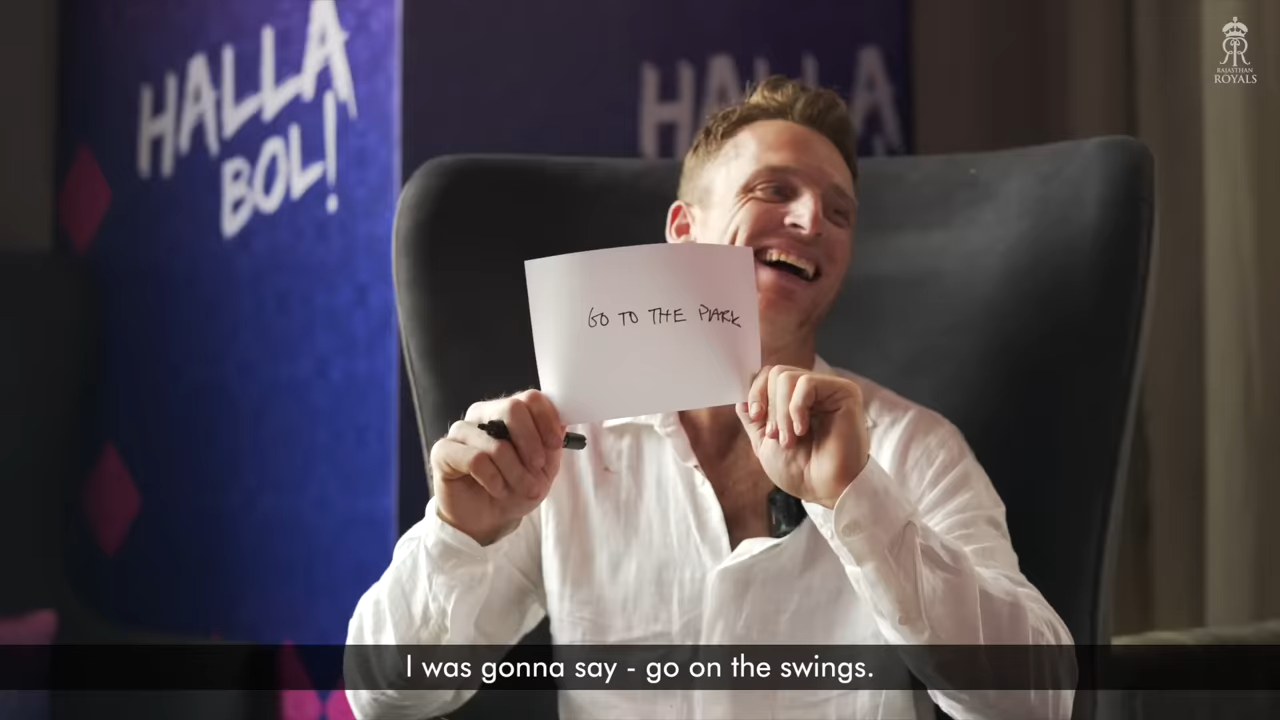 HALLA
BOL!
HALLA
RAJASTHAN
ROYALS
GO TO THE PARK
I was gonna say - go on the swings.